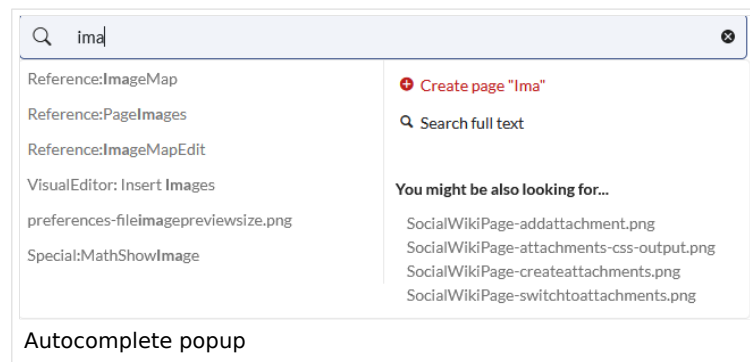 ima
Reference:ImageMap
Reference:PageImages
Reference:ImageMapEdit
VisualEditor: Insert Images
preferences-fileimagepreviewsize.png
Special:MathShowImage
Create page "Ima"
Search full text
You might be also looking for...
SocialWikiPage-addattachment.png
SocialWikiPage-attachments-css-output.png
SocialWikiPage-createattachments.png
SocialWikiPage-switchtoattachments.png
Autocomplete popup